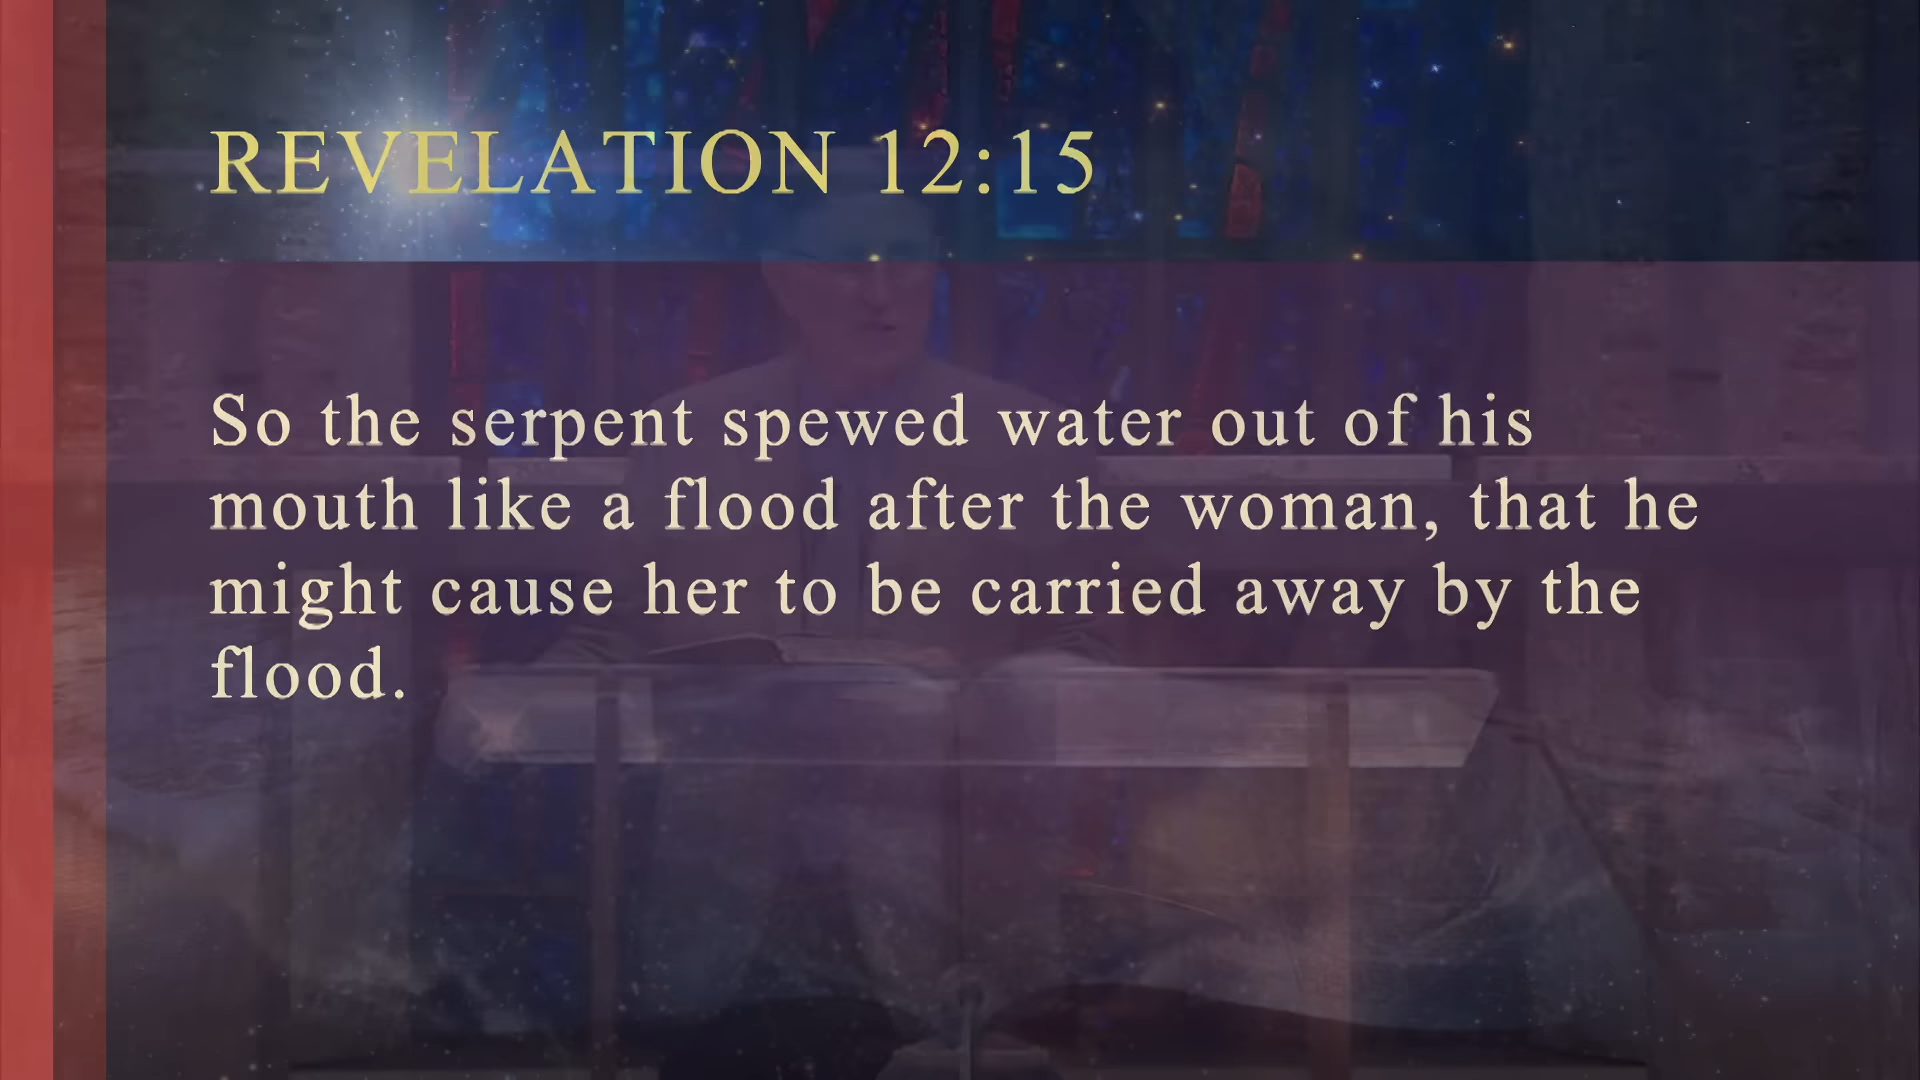 REVELATION 12:15
So the serpent spewed water out of his
mouth like a flood after the woman, that he
might cause her to be carried away by the
flood.